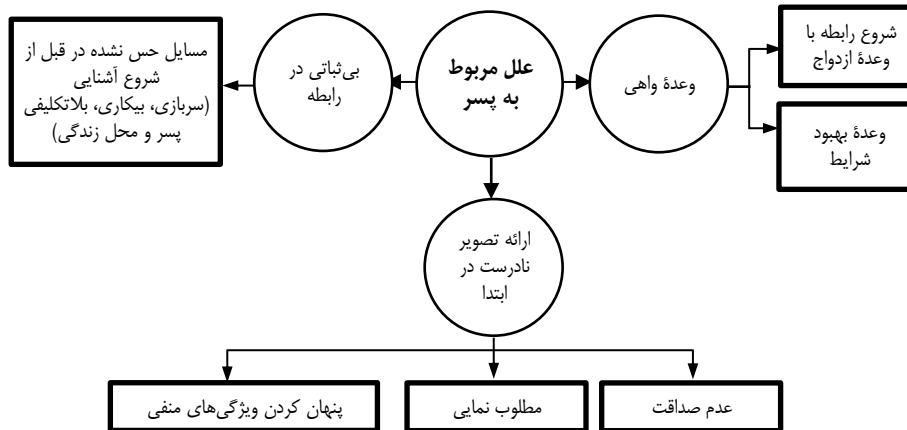 شروع رابطه با
وعدهٔ ازدواج
وعدهٔ بهبود
شرایط
وعدهٔ واهی
علل مربوط
به پسر
بی‌ثباتی در
رابطه
مسایل حس نشده در قبل از
شروع آشنایی
(سربازی، بیکاری، بلاتکلیفی
پسر و محل زندگی)
ارائه تصویر
نادرست در
ابتدا
عدم صداقت
مطلوب نمایی
پنهان کردن ویژگی‌های منفی